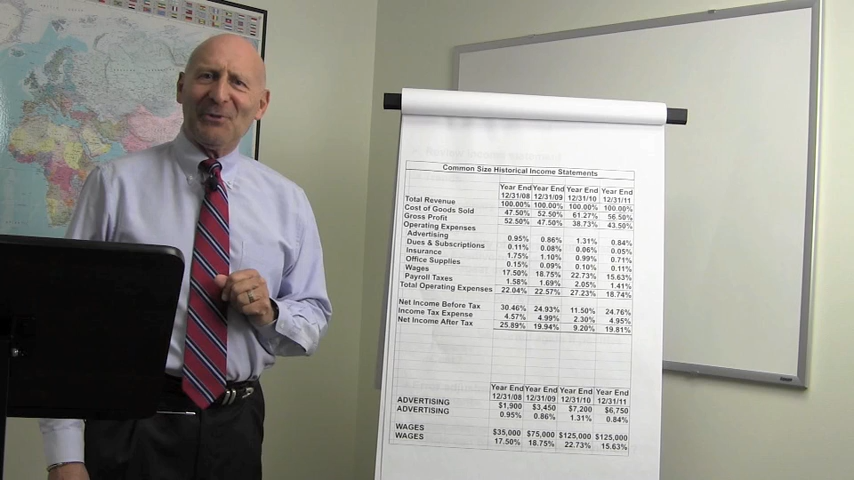 Common Size Historical Income Statements
Year End Year End Year End Year End
12/31/08 12/31/09 12/31/10 12/31/11
Total Revenue 100.00% 100.00% 100.00% 100.00%
Cost of Goods Sold 47.50% 52.50% 61.27% 56.50%
Gross Profit 52.50% 47.50% 38.73% 43.50%
Operating Expenses
Advertising 0.95% 0.86% 1.31% 0.84%
Dues & Subscriptions 0.11% 0.08% 0.06% 0.05%
Insurance 1.75% 1.10% 0.99% 0.71%
Office Supplies 0.15% 0.09% 0.10% 0.11%
Wages 17.50% 18.75% 22.73% 15.63%
Payroll Taxes 1.58% 1.69% 2.05% 1.41%
Total Operating Expenses 22.04% 22.57% 27.23% 18.74%
Net Income Before Tax 30.46% 24.93% 11.50% 24.76%
Income Tax Expense 4.57% 4.99% 2.30% 4.95%
Net Income After Tax 25.89% 19.94% 9.20% 19.81%
Year End Year End Year End Year End
12/31/08 12/31/09 12/31/10 12/31/11
ADVERTISING $1,900 $3,450 $7,200 $6,750
ADVERTISING 0.95% 0.86% 1.31% 0.84%
WAGES $35,000 $75,000 $125,000 $125,000
WAGES 17.50% 18.75% 22.73% 15.63%